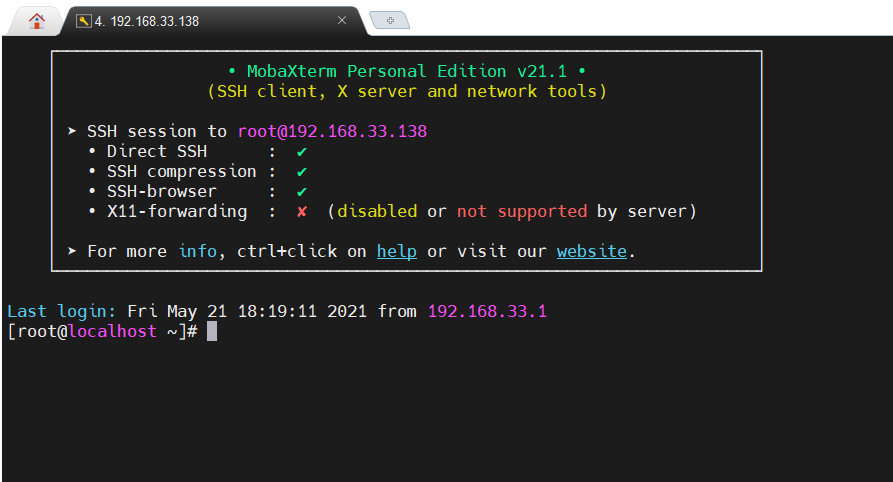 4. 192.168.33.138
• MobaXterm Personal Edition v21.1 •
(SSH client, X server and network tools)
➤ SSH session to root@192.168.33.138
• Direct SSH : ✔
• SSH compression : ✔
• SSH-browser : ✔
• X11-forwarding : ✘ (disabled or not supported by server)
➤ For more info, ctrl+click on help or visit our website.
Last login: Fri May 21 18:19:11 2021 from 192.168.33.1
[root@localhost ~]#